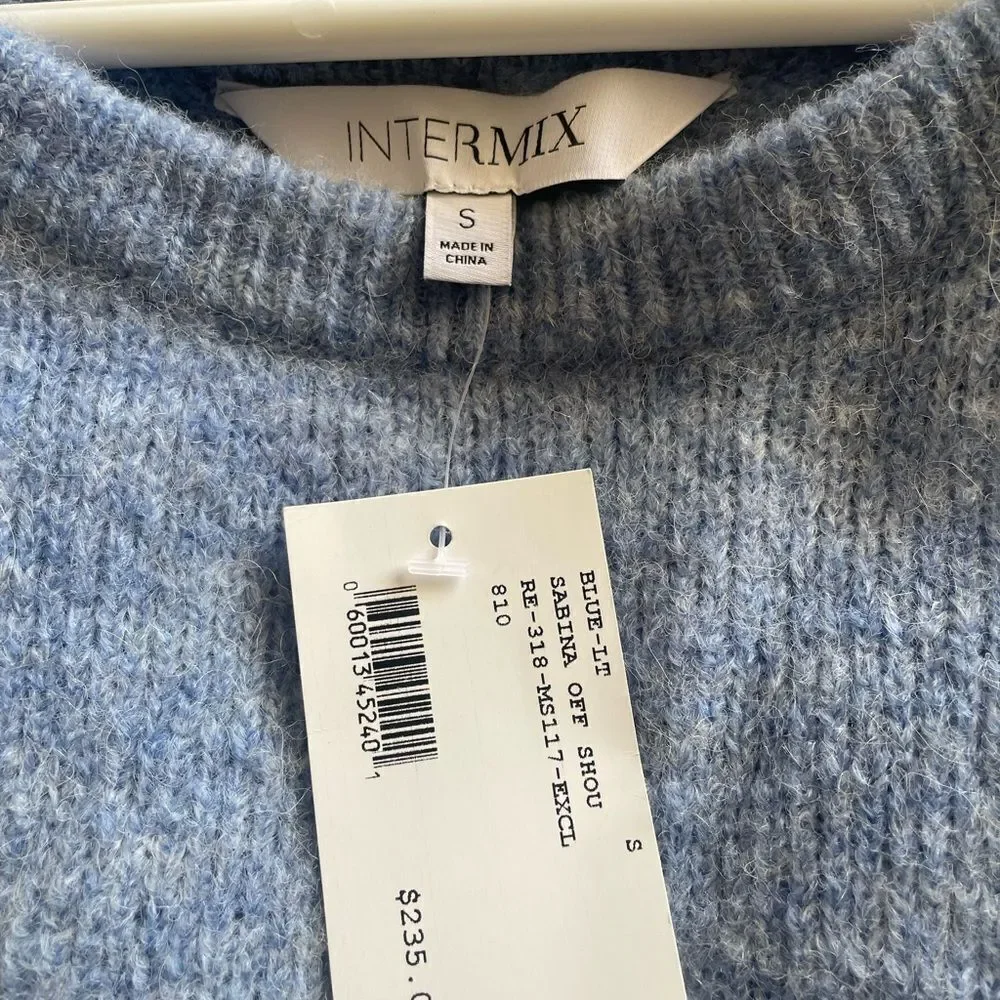 INTERMIX
S
MADE IN
CHINA
BLUE-LT S
SABINA OFF SHOU
RE-318-MS117-EXCL
810
0 60013 45240 1
$235.0